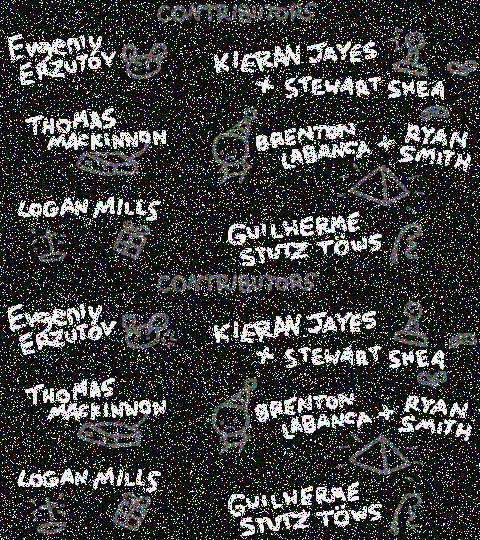 CONTRIBUTORS
Evgeniy
ERZUTOV
KIERAN JAYES
+ STEWART SHEA
THOMAS
MACKINNON
BRENTON
LABANCA + RYAN
SMITH
LOGAN MILLS
GUILHERME
STUTZ TÖWS
CONTRIBUTORS
Evgeniy
ERZUTOV
KIERAN JAYES
+ STEWART SHEA
THOMAS
MACKINNON
BRENTON
LABANCA + RYAN
SMITH
LOGAN MILLS
GUILHERME
STUTZ TÖWS